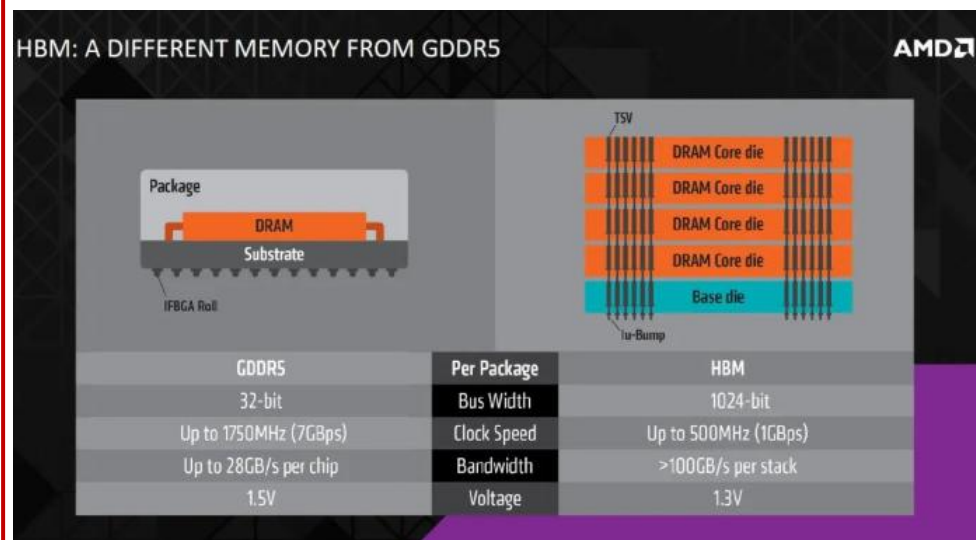 HBM: A DIFFERENT MEMORY FROM GDDR5
AMD
Package
DRAM
Substrate
IFBGA Roll
TSV
DRAM Core die
DRAM Core die
DRAM Core die
DRAM Core die
Base die
lu-Bump
GDDR5 Per Package HBM
32-bit Bus Width 1024-bit
Up to 1750MHz (7GBps) Clock Speed Up to 500MHz (1GBps)
Up to 28GB/s per chip Bandwidth >100GB/s per stack
1.5V Voltage 1.3V